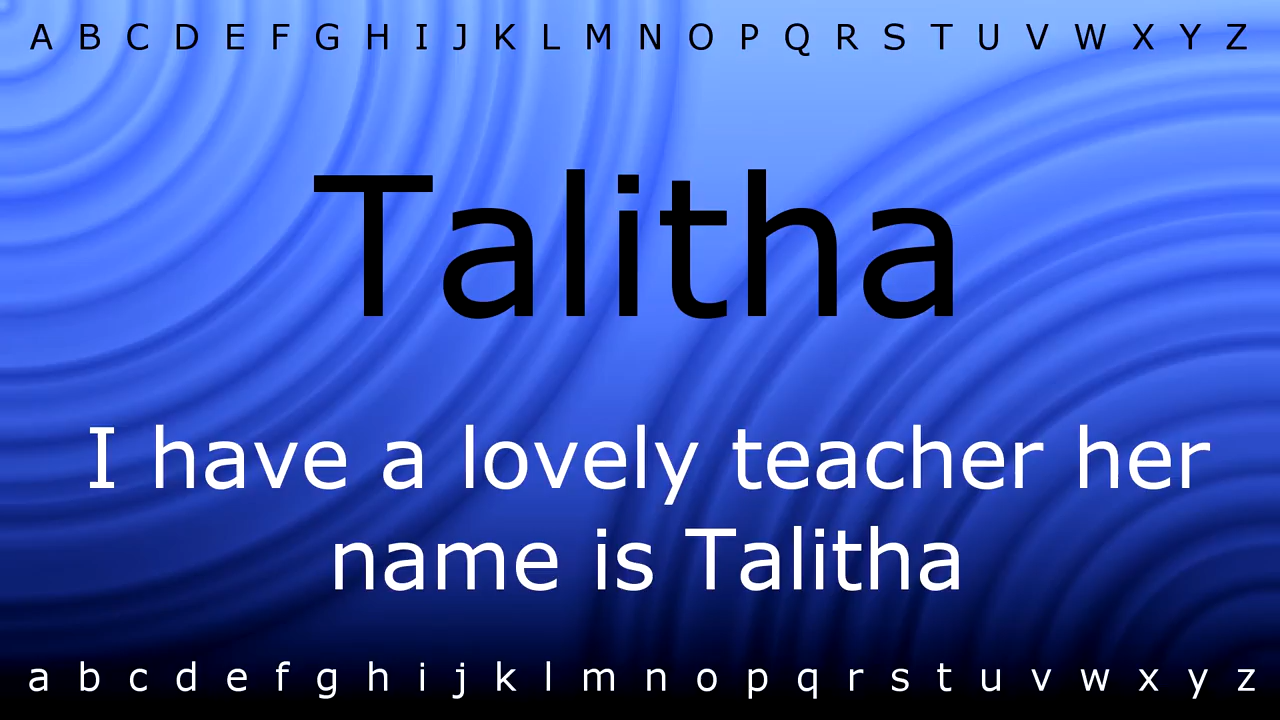 A B C D E F G H I J K L M N O P Q R S T U V W X Y Z
Talitha
I have a lovely teacher her
name is Talitha
a b c d e f g h i j k l m n o p q r s t u v w x y z